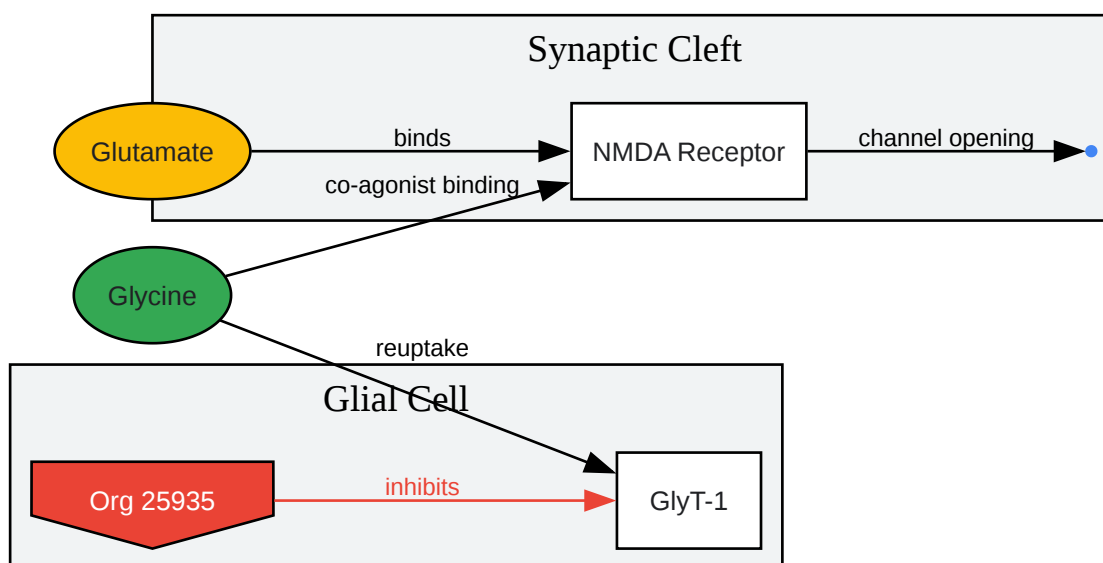 Synaptic Cleft
Glutamate
binds
NMDA Receptor
channel opening
co-agonist binding
Glycine
reuptake
Glial Cell
Org 25935
inhibits
GlyT-1